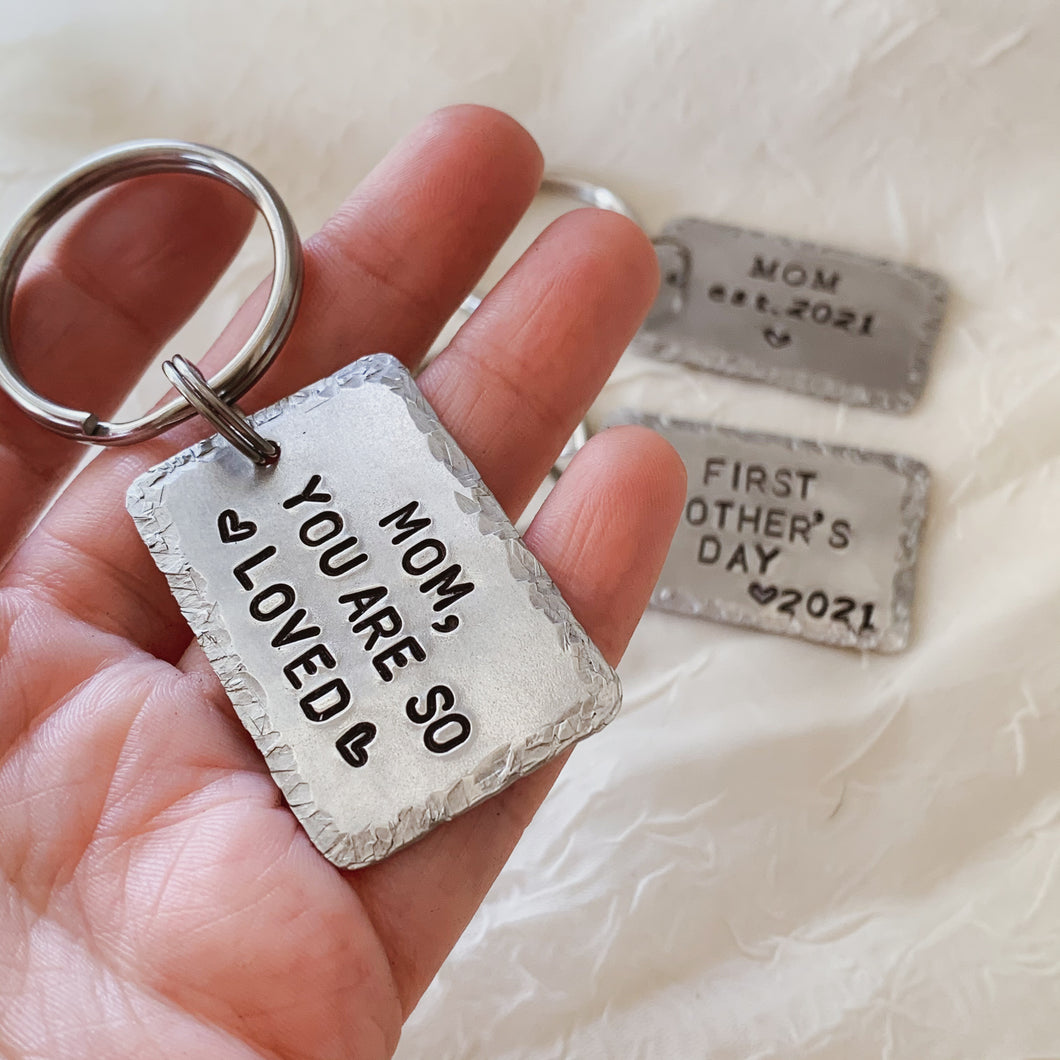 MOM,
YOU ARE SO
♥ LOVED ♥
MOM
est. 2021
♥
FIRST
OTHER'S
DAY
♥2021